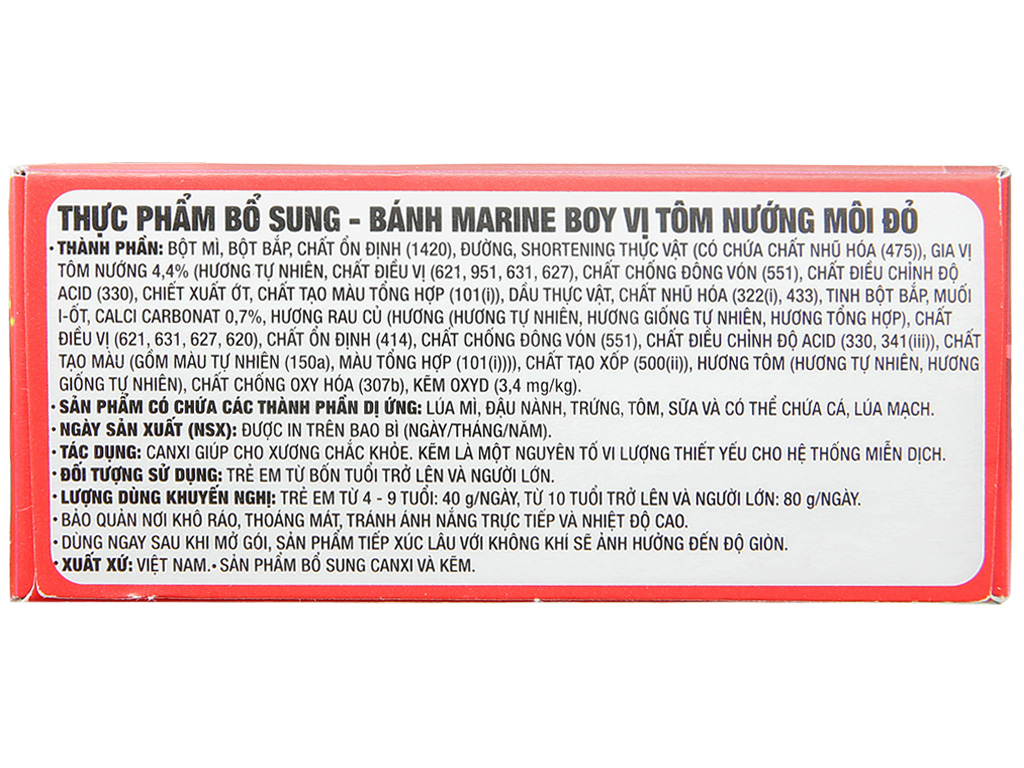 THỰC PHẨM BỔ SUNG - BÁNH MARINE BOY VỊ TÔM NƯỚNG MÔI ĐỎ
• THÀNH PHẦN: BỘT MÌ, BỘT BẮP, CHẤT ỔN ĐỊNH (1420), ĐƯỜNG, SHORTENING THỰC VẬT (CÓ CHỨA CHẤT NHŨ HÓA (475)), GIA VỊ
TÔM NƯỚNG 4,4% (HƯƠNG TỰ NHIÊN, CHẤT ĐIỀU VỊ (621, 951, 631, 627), CHẤT CHỐNG ĐÔNG VÓN (551), CHẤT ĐIỀU CHỈNH ĐỘ
ACID (330), CHIẾT XUẤT ỚT, CHẤT TẠO MÀU TỔNG HỢP (101(i)), DẦU THỰC VẬT, CHẤT NHŨ HÓA (322(i), 433), TINH BỘT BẮP, MUỐI
I-ỐT, CALCI CARBONAT 0,7%, HƯƠNG RAU CỦ (HƯƠNG (HƯƠNG TỰ NHIÊN, HƯƠNG GIỐNG TỰ NHIÊN, HƯƠNG TỔNG HỢP), CHẤT
ĐIỀU VỊ (621, 631, 627, 620), CHẤT ỔN ĐỊNH (414), CHẤT CHỐNG ĐÔNG VÓN (551), CHẤT ĐIỀU CHỈNH ĐỘ ACID (330, 341(iii)), CHẤT
TẠO MÀU (GỒM MÀU TỰ NHIÊN (150a), MÀU TỔNG HỢP (101(i)))), CHẤT TẠO XỐP (500(ii)), HƯƠNG TÔM (HƯƠNG TỰ NHIÊN, HƯƠNG
GIỐNG TỰ NHIÊN), CHẤT CHỐNG OXY HÓA (307b), KẼM OXYD (3,4 mg/kg).
• SẢN PHẨM CÓ CHỨA CÁC THÀNH PHẦN DỊ ỨNG: LÚA MÌ, ĐẬU NÀNH, TRỨNG, TÔM, SỮA VÀ CÓ THỂ CHỨA CÁ, LÚA MẠCH.
• NGÀY SẢN XUẤT (NSX): ĐƯỢC IN TRÊN BAO BÌ (NGÀY/THÁNG/NĂM).
• TÁC DỤNG: CANXI GIÚP CHO XƯƠNG CHẮC KHỎE. KẼM LÀ MỘT NGUYÊN TỐ VI LƯỢNG THIẾT YẾU CHO HỆ THỐNG MIỄN DỊCH.
• ĐỐI TƯỢNG SỬ DỤNG: TRẺ EM TỪ BỐN TUỔI TRỞ LÊN VÀ NGƯỜI LỚN.
• LƯỢNG DÙNG KHUYẾN NGHỊ: TRẺ EM TỪ 4 - 9 TUỔI: 40 g/NGÀY, TỪ 10 TUỔI TRỞ LÊN VÀ NGƯỜI LỚN: 80 g/NGÀY.
• BẢO QUẢN NƠI KHÔ RÁO, THOÁNG MÁT, TRÁNH ÁNH NẮNG TRỰC TIẾP VÀ NHIỆT ĐỘ CAO.
• DÙNG NGAY SAU KHI MỞ GÓI, SẢN PHẨM TIẾP XÚC LÂU VỚI KHÔNG KHÍ SẼ ẢNH HƯỞNG ĐẾN ĐỘ GIÒN.
• XUẤT XỨ: VIỆT NAM. • SẢN PHẨM BỔ SUNG CANXI VÀ KẼM.